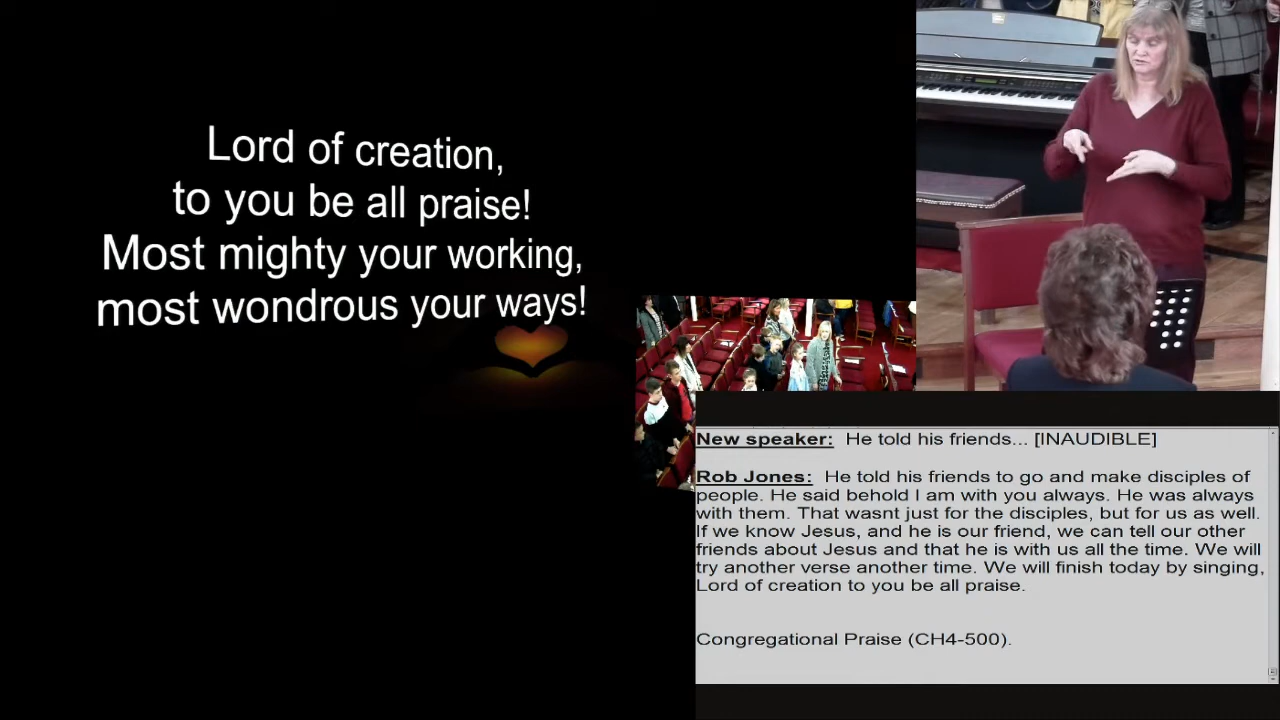 Lord of creation,
to you be all praise!
Most mighty your working,
most wondrous your ways!
New speaker: He told his friends... [INAUDIBLE]
Rob Jones: He told his friends to go and make disciples of
people. He said behold I am with you always. He was always
with them. That wasnt just for the disciples, but for us as well.
If we know Jesus, and he is our friend, we can tell our other
friends about Jesus and that he is with us all the time. We will
try another verse another time. We will finish today by singing,
Lord of creation to you be all praise.
Congregational Praise (CH4-500).